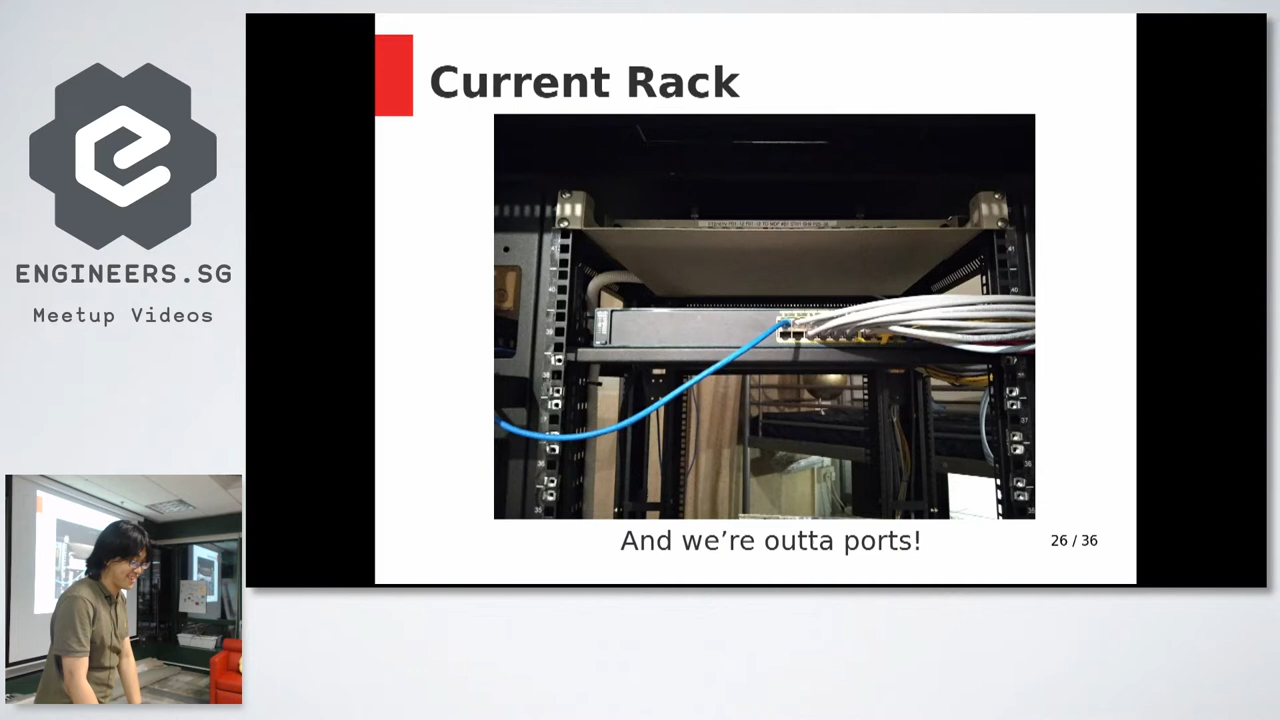 ENGINEERS.SG
Meetup Videos
Current Rack
And we’re outta ports!
26 / 36